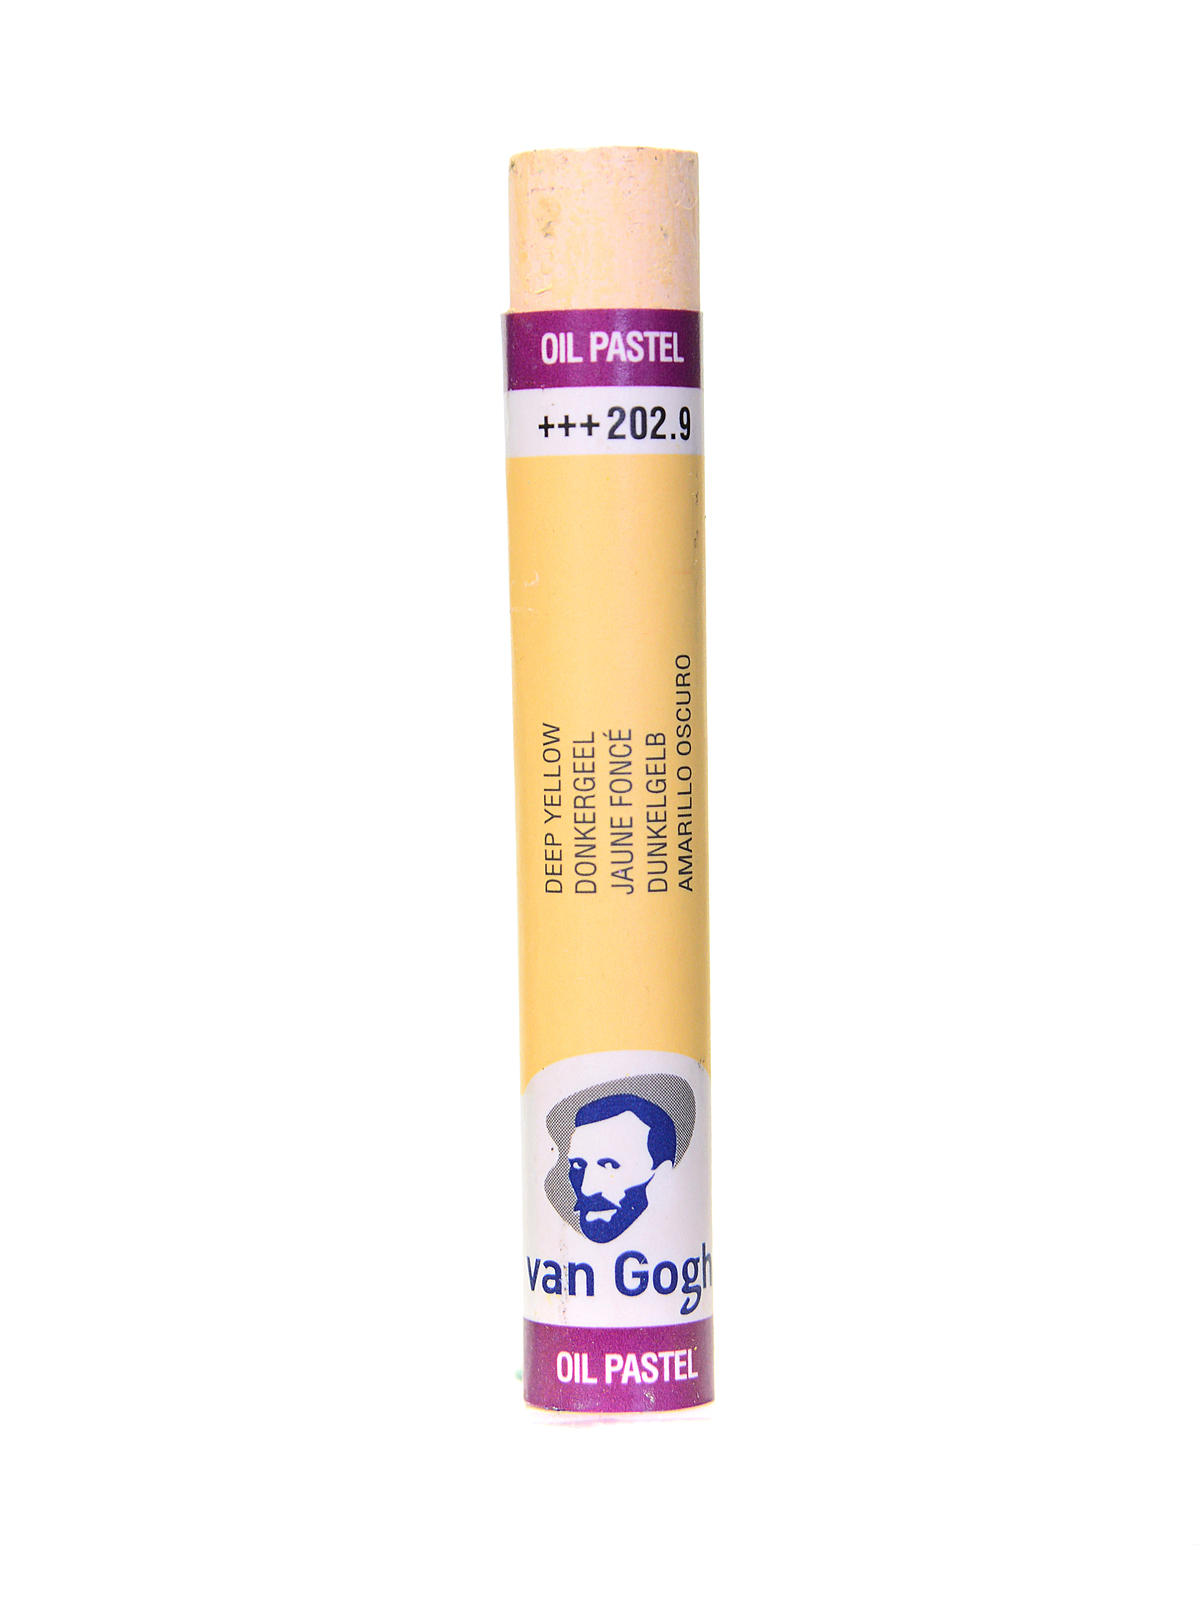 OIL PASTEL
+++202.9
DEEP YELLOW
DONKERGEEL
JAUNE FONCÉ
DUNKELGELB
AMARILLO OSCURO
van Gogh
OIL PASTEL